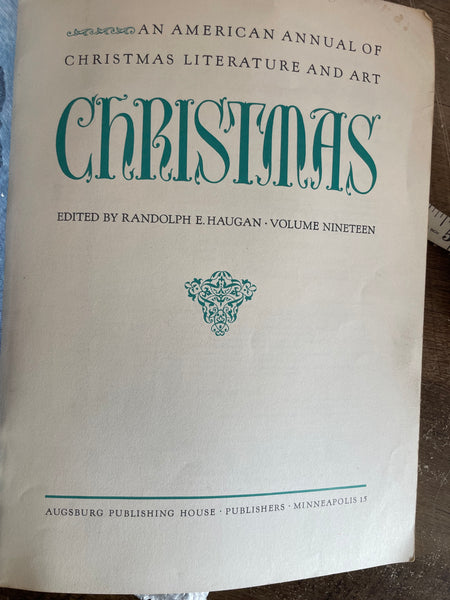 AN AMERICAN ANNUAL OF
CHRISTMAS LITERATURE AND ART
ChRISTMAS
EDITED BY RANDOLPH E. HAUGAN · VOLUME NINETEEN
AUGSBURG PUBLISHING HOUSE · PUBLISHERS · MINNEAPOLIS 15